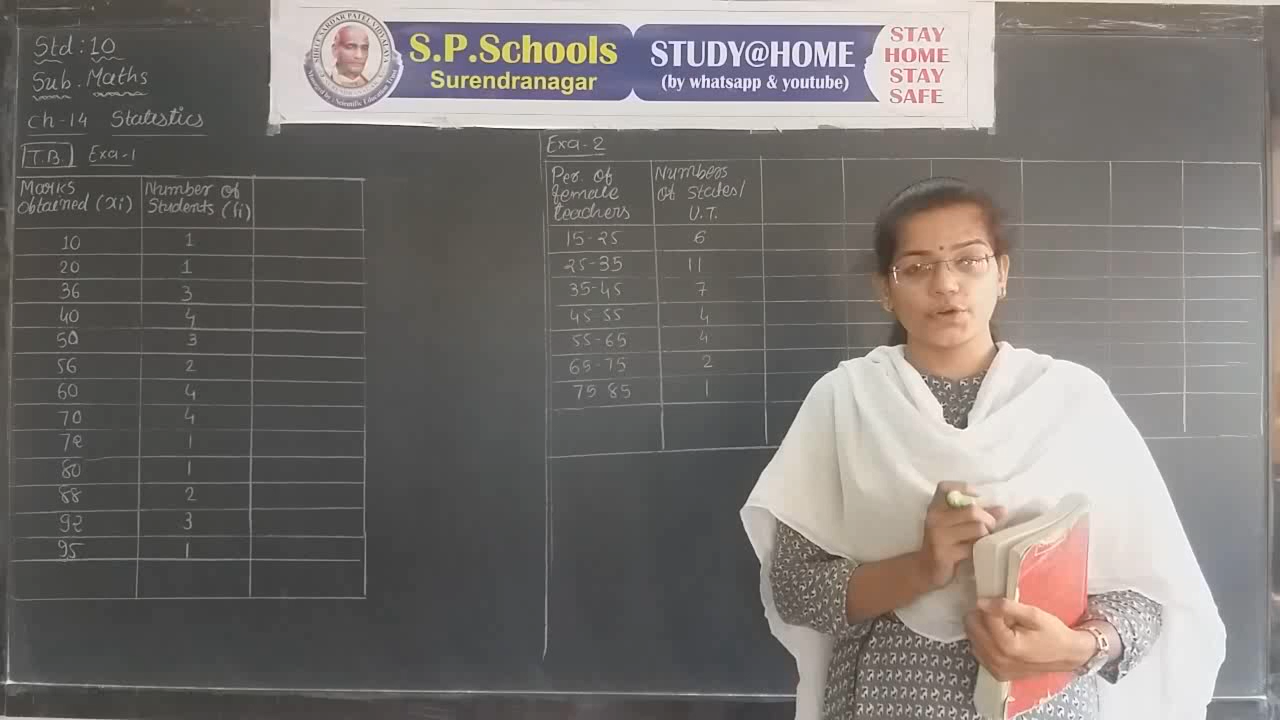 Std : 10
Sub. Maths
Ch-14 Statistics
T.B. Exa-1
Marks Obtained (xi) Number of Students (fi)
10 1
20 1
36 3
40 4
50 3
56 2
60 4
70 4
72 1
80 1
88 2
92 3
95 1
S.P.Schools
Surendranagar
STUDY@HOME
(by whatsapp & youtube)
STAY
HOME
STAY
SAFE
Exa-2
Per. of female teachers Numbers of States/ U.T.
15-25 6
25-35 11
35-45 7
45-55 4
55-65 4
65-75 2
75-85 1